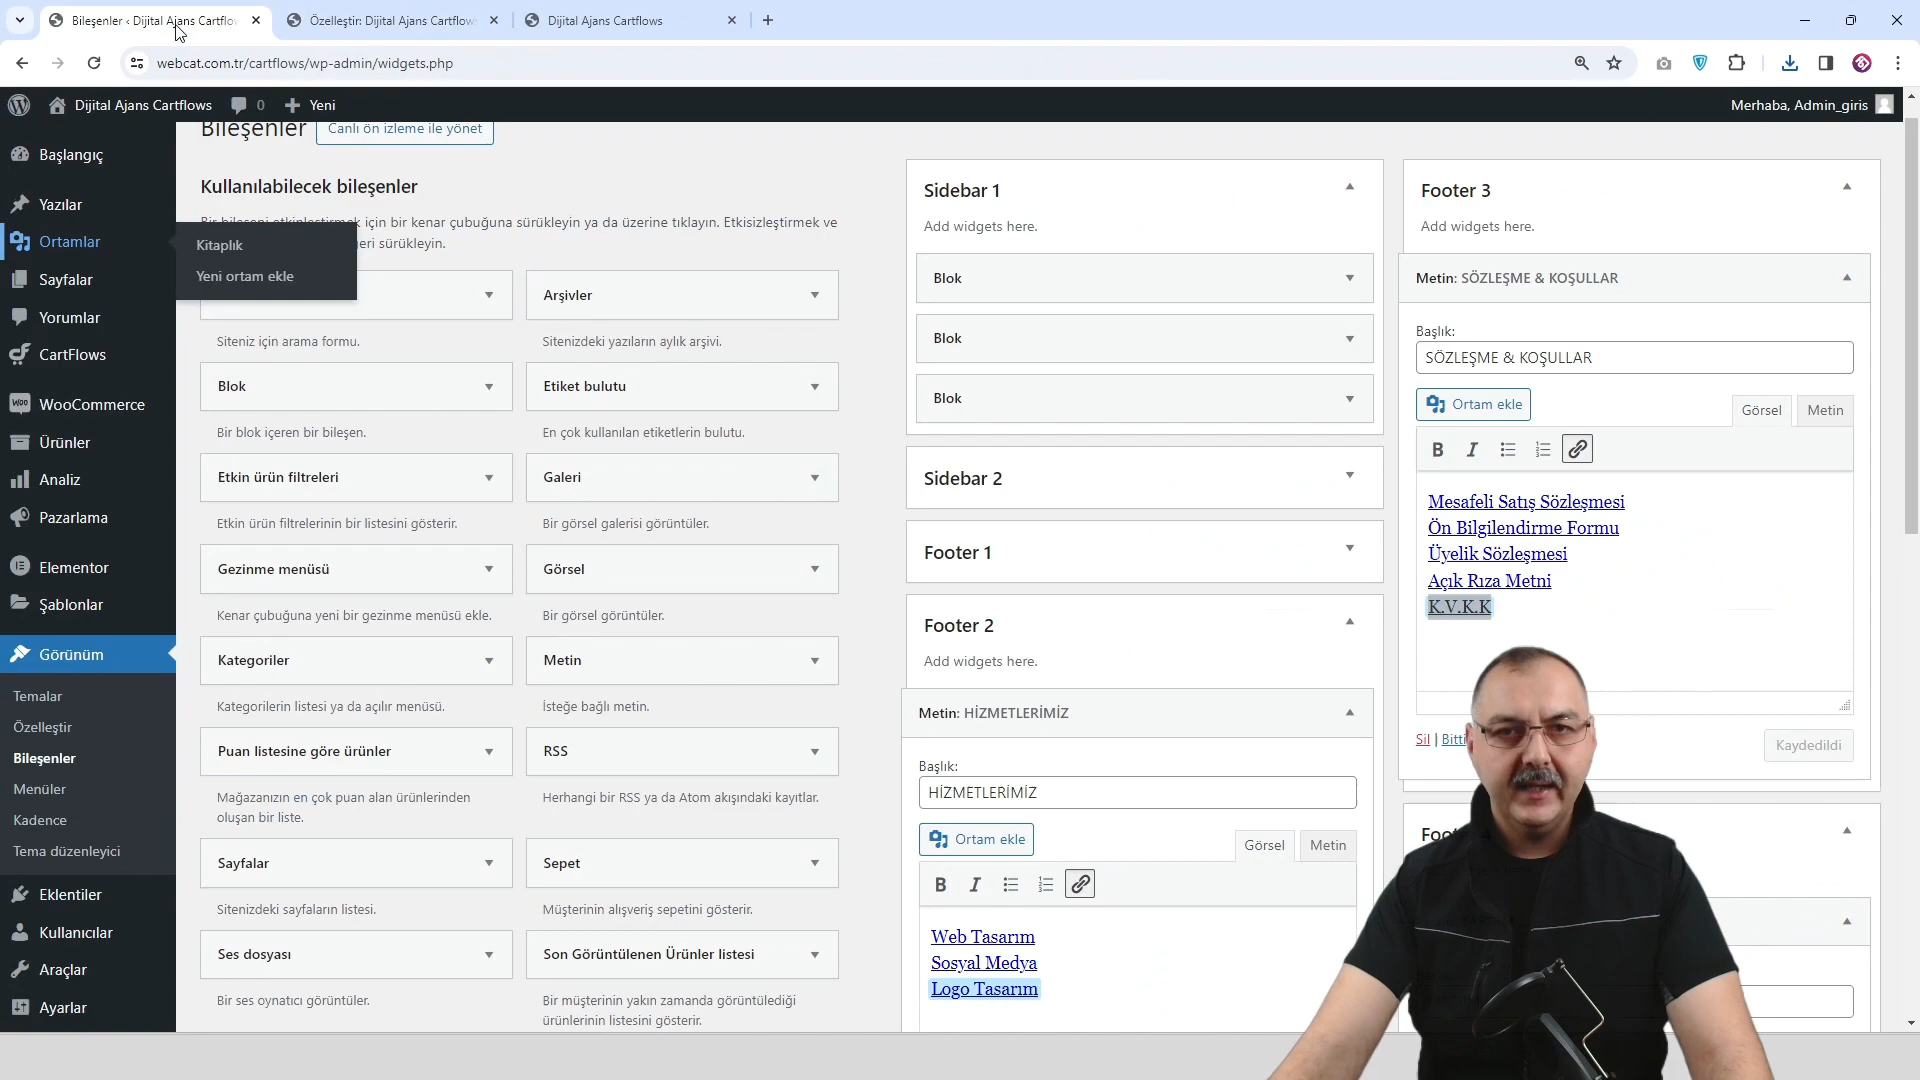 Bileşenler ‹ Dijital Ajans Cartflow
Özelleştir: Dijital Ajans Cartflows
Dijital Ajans Cartflows
webcat.com.tr/cartflows/wp-admin/widgets.php
Dijital Ajans Cartflows
0
Yeni
Merhaba, Admin_giris
Başlangıç
Yazılar
Ortamlar
Kitaplık
Yeni ortam ekle
Sayfalar
Yorumlar
CartFlows
WooCommerce
Ürünler
Analiz
Pazarlama
Elementor
Şablonlar
Görünüm
Temalar
Özelleştir
Bileşenler
Menüler
Kadence
Tema düzenleyici
Eklentiler
Kullanıcılar
Araçlar
Ayarlar
Bileşenler
Canlı ön izleme ile yönet
Kullanılabilecek bileşenler
Bir bileşeni etkinleştirmek için bir kenar çubuğuna sürükleyin ya da üzerine tıklayın. Etkisizleştirmek ve
geri sürükleyin.
Siteniz için arama formu.
Arşivler
Sitenizdeki yazıların aylık arşivi.
Blok
Bir blok içeren bir bileşen.
Etiket bulutu
En çok kullanılan etiketlerin bulutu.
Etkin ürün filtreleri
Etkin ürün filtrelerinin bir listesini gösterir.
Galeri
Bir görsel galerisi görüntüler.
Gezinme menüsü
Kenar çubuğuna yeni bir gezinme menüsü ekle.
Görsel
Bir görsel görüntüler.
Kategoriler
Kategorilerin listesi ya da açılır menüsü.
Metin
İsteğe bağlı metin.
Puan listesine göre ürünler
Mağazanızın en çok puan alan ürünlerinden
oluşan bir liste.
RSS
Herhangi bir RSS ya da Atom akışındaki kayıtlar.
Sayfalar
Sitenizdeki sayfaların listesi.
Sepet
Müşterinin alışveriş sepetini gösterir.
Ses dosyası
Bir ses oynatıcı görüntüler.
Son Görüntülenen Ürünler listesi
Bir müşterinin yakın zamanda görüntülediği
ürünlerinin listesini gösterir.
Sidebar 1
Add widgets here.
Blok
Blok
Blok
Sidebar 2
Footer 1
Footer 2
Add widgets here.
Metin: HİZMETLERİMİZ
Başlık:
HİZMETLERİMİZ
Ortam ekle
Görsel
Metin
Web Tasarım
Sosyal Medya
Logo Tasarım
Footer 3
Add widgets here.
Metin: SÖZLEŞME & KOŞULLAR
Başlık:
SÖZLEŞME & KOŞULLAR
Ortam ekle
Görsel
Metin
Mesafeli Satış Sözleşmesi
Ön Bilgilendirme Formu
Üyelik Sözleşmesi
Açık Rıza Metni
K.V.K.K
Sil | Bitti
Kaydedildi